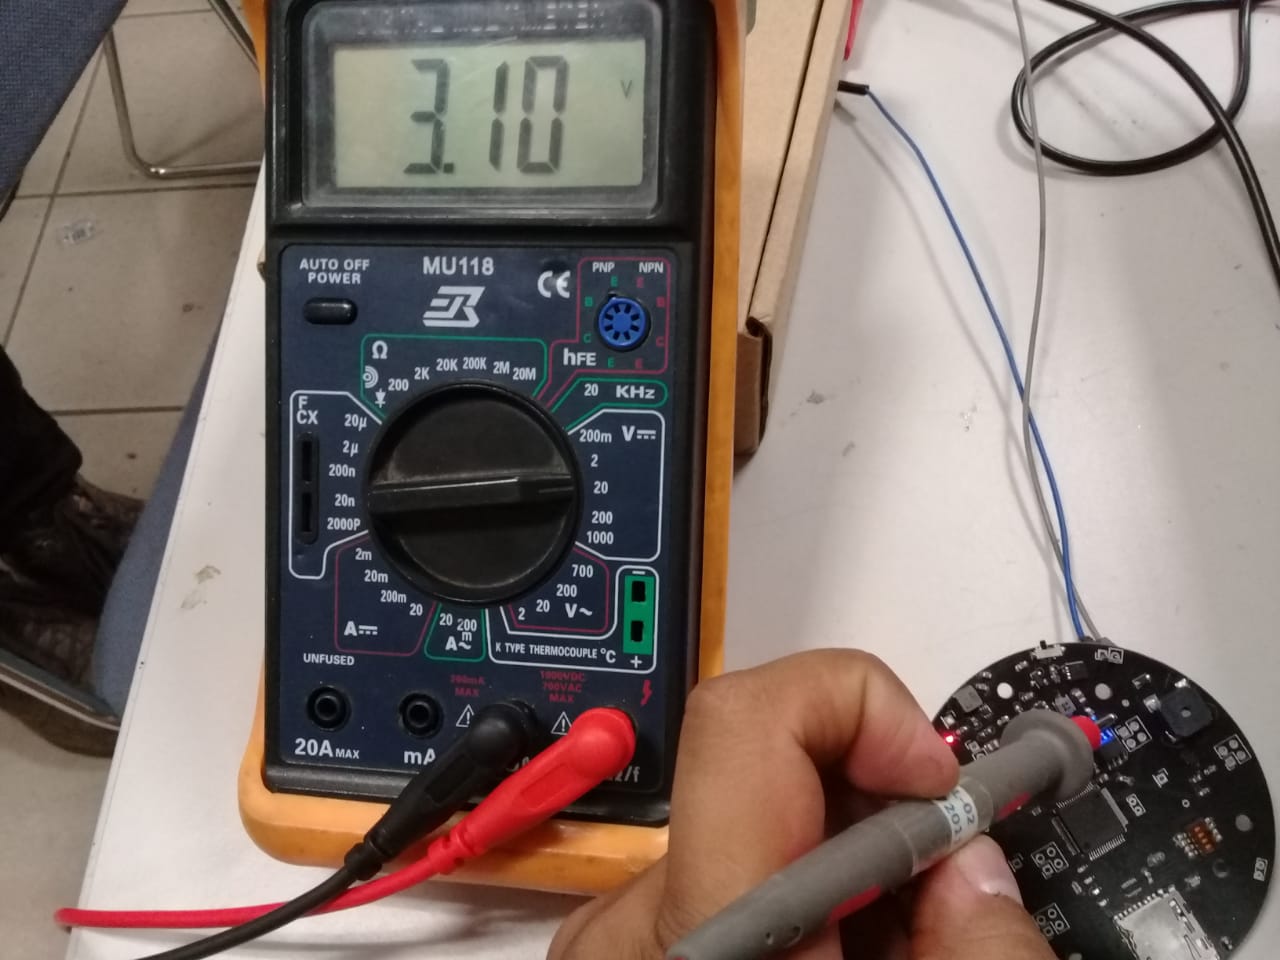 3.10 V
AUTO OFF
POWER
MU118
CE
PNP
NPN
E E
B B
C C
E E
hFE
Ω
200 2K 20K 200K 2M 20M
20 KHz
F
CX
20μ
2μ
200n
20n
2000P
200m V
2
20
200
1000
2m
20m
200m
20
A
20 200
m
A~
700
200
20
2
V~
K TYPE THERMOCOUPLE °C
−
+
UNFUSED
200mA
MAX
1000VDC
700VAC
MAX
20A MAX
mA
/f